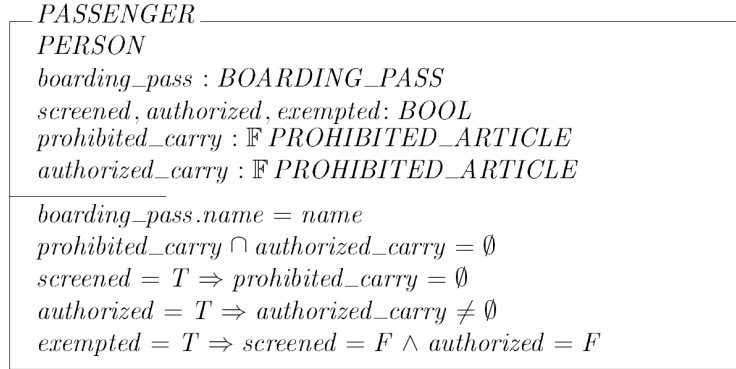 PASSENGER
PERSON
boarding_pass : BOARDING_PASS
screened, authorized, exempted: BOOL
prohibited_carry : 𝔽 PROHIBITED_ARTICLE
authorized_carry : 𝔽 PROHIBITED_ARTICLE
boarding_pass.name = name
prohibited_carry ∩ authorized_carry = ∅
screened = T ⇒ prohibited_carry = ∅
authorized = T ⇒ authorized_carry ≠ ∅
exempted = T ⇒ screened = F ∧ authorized = F